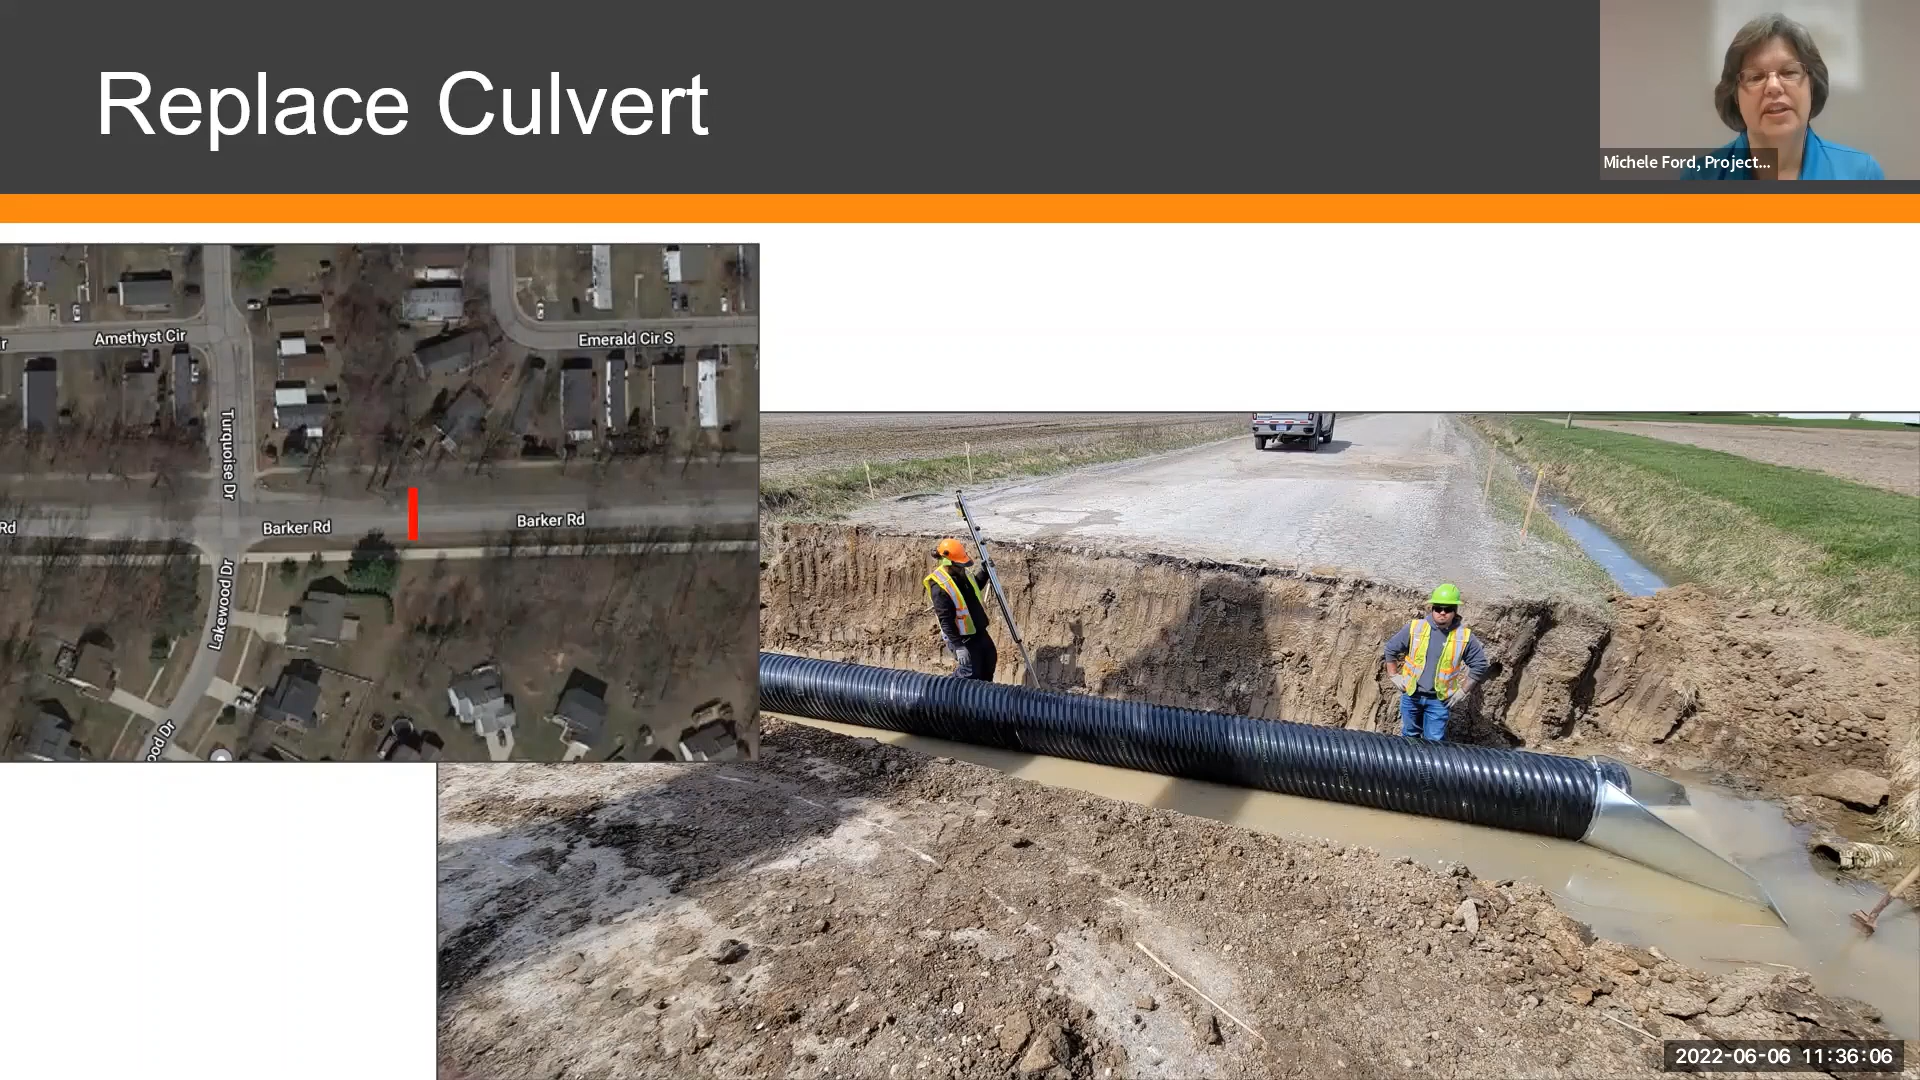 Replace Culvert
Michele Ford, Project...
Amethyst Cir
Emerald Cir S
Turquoise Dr
Rd
Barker Rd
Barker Rd
Lakewood Dr
ood Dr
2022-06-06 11:36:06